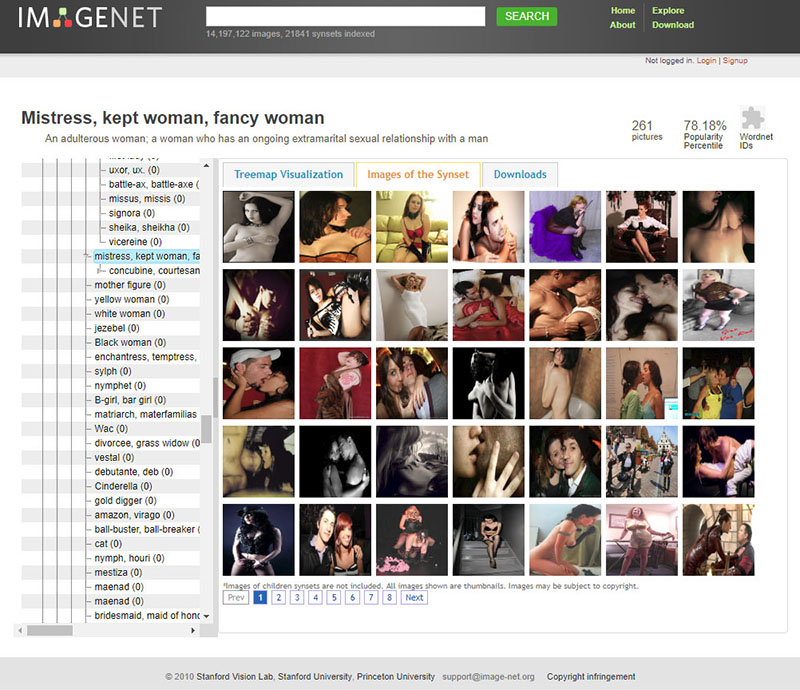 IMAGENET
SEARCH
14,197,122 images, 21841 synsets indexed
Home Explore
About Download
Not logged in. Login | Signup
Mistress, kept woman, fancy woman
An adulterous woman; a woman who has an ongoing extramarital sexual relationship with a man
261
pictures
78.18%
Popularity
Percentile
Wordnet
IDs
uxor, ux. (0)
battle-ax, battle-axe (
missus, missis (0)
signora (0)
sheika, sheikha (0)
vicereine (0)
mistress, kept woman, fa
concubine, courtesan
mother figure (0)
yellow woman (0)
white woman (0)
jezebel (0)
Black woman (0)
enchantress, temptress,
sylph (0)
nymphet (0)
B-girl, bar girl (0)
matriarch, materfamilias
Wac (0)
divorcee, grass widow (0
vestal (0)
debutante, deb (0)
Cinderella (0)
gold digger (0)
amazon, virago (0)
ball-buster, ball-breaker (
cat (0)
nymph, houri (0)
mestiza (0)
maenad (0)
maenad (0)
bridesmaid, maid of hono
Treemap Visualization
Images of the Synset
Downloads
*Images of children synsets are not included. All images shown are thumbnails. Images may be subject to copyright.
Prev 1 2 3 4 5 6 7 8 Next
© 2010 Stanford Vision Lab, Stanford University, Princeton University support@image-net.org Copyright infringement